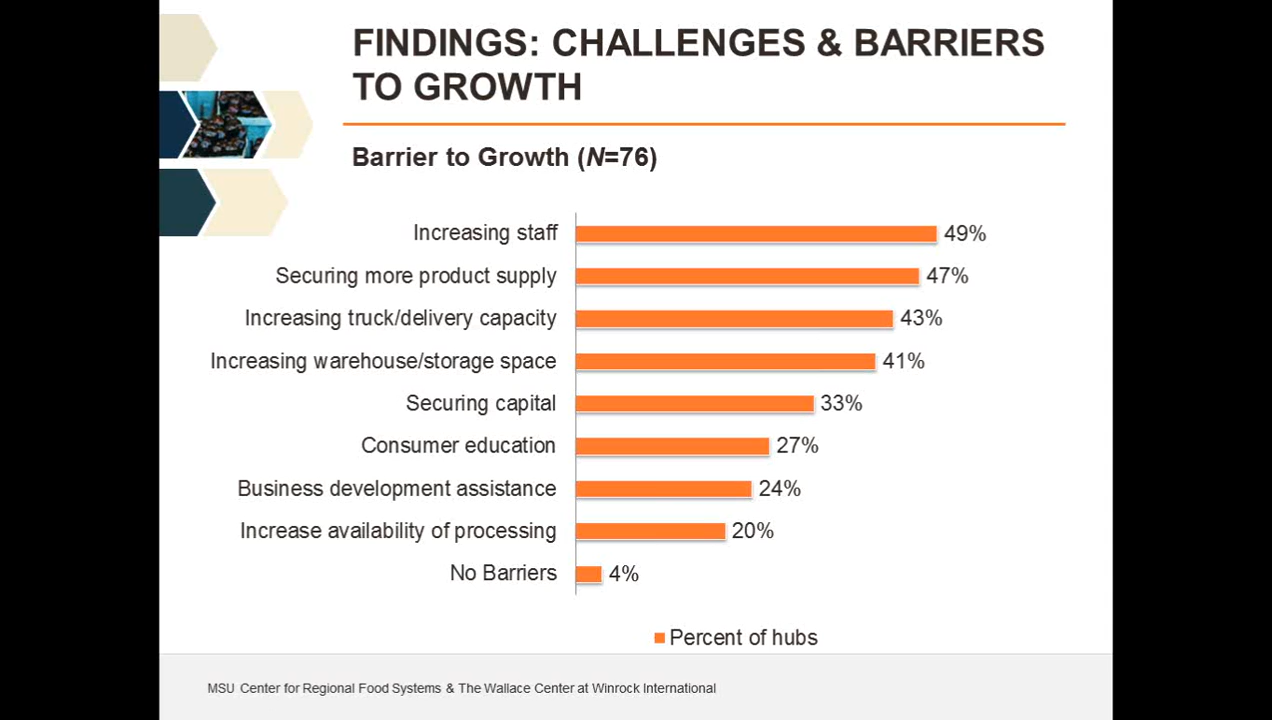 FINDINGS: CHALLENGES & BARRIERS
TO GROWTH
Barrier to Growth (N=76)
Increasing staff 49%
Securing more product supply 47%
Increasing truck/delivery capacity 43%
Increasing warehouse/storage space 41%
Securing capital 33%
Consumer education 27%
Business development assistance 24%
Increase availability of processing 20%
No Barriers 4%
Percent of hubs
MSU Center for Regional Food Systems & The Wallace Center at Winrock International